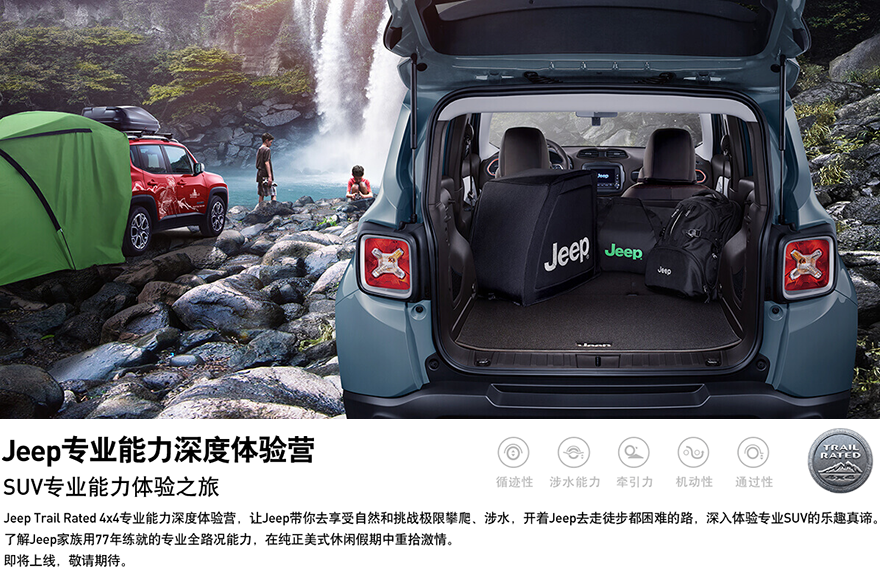 Jeep
Jeep
Jeep
Jeep
Jeep
Jeep专业能力深度体验营
SUV专业能力体验之旅
循迹性 涉水能力 牵引力 机动性 通过性
TRAIL
RATED
4x4
Jeep Trail Rated 4x4专业能力深度体验营，让Jeep带你去享受自然和挑战极限攀爬、涉水，开着Jeep去走徒步都困难的路，深入体验专业SUV的乐趣真谛。
了解Jeep家族用77年练就的专业全路况能力，在纯正美式休闲假期中重拾激情。
即将上线，敬请期待。